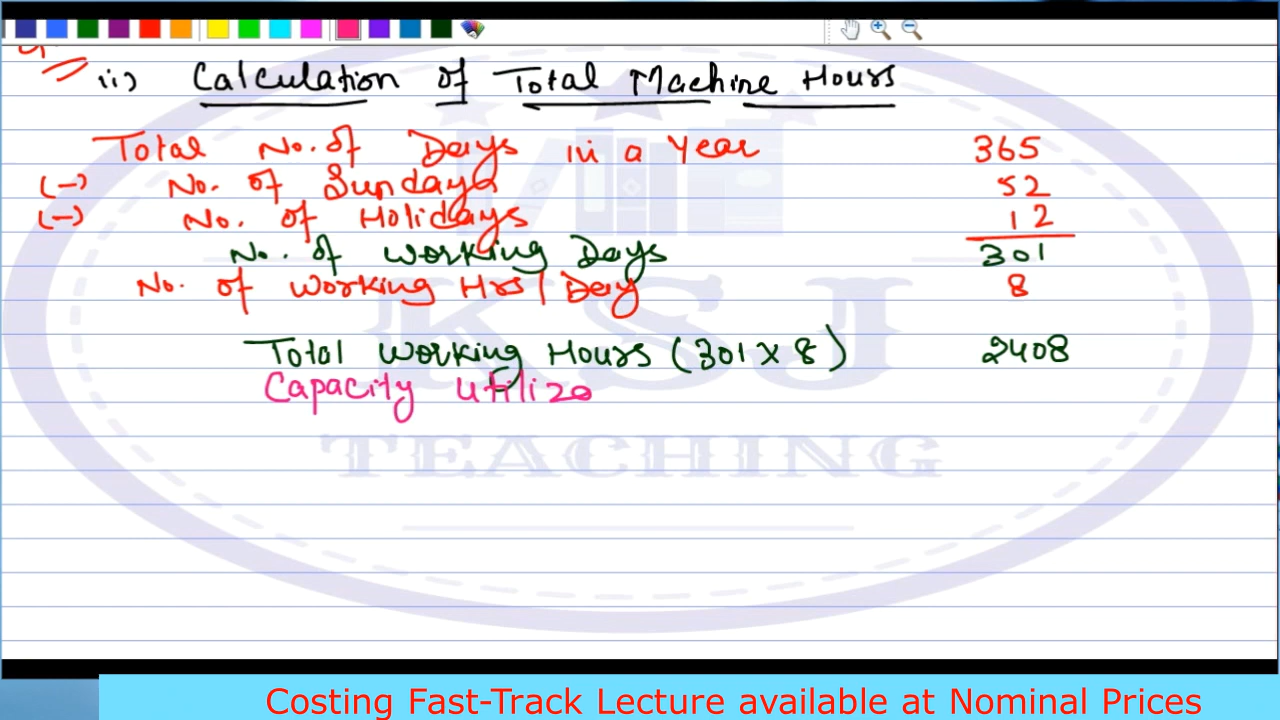 ii) Calculation of Total Machine Hours
Total No. of Days in a Year 365
(-) No. of Sundays 52
(-) No. of Holidays 12
No. of Working Days 301
No. of Working Hrs | Day 8
Total Working Hours (301 x 8) 2408
Capacity Utilize
KSJ
TEACHING
Costing Fast-Track Lecture available at Nominal Prices